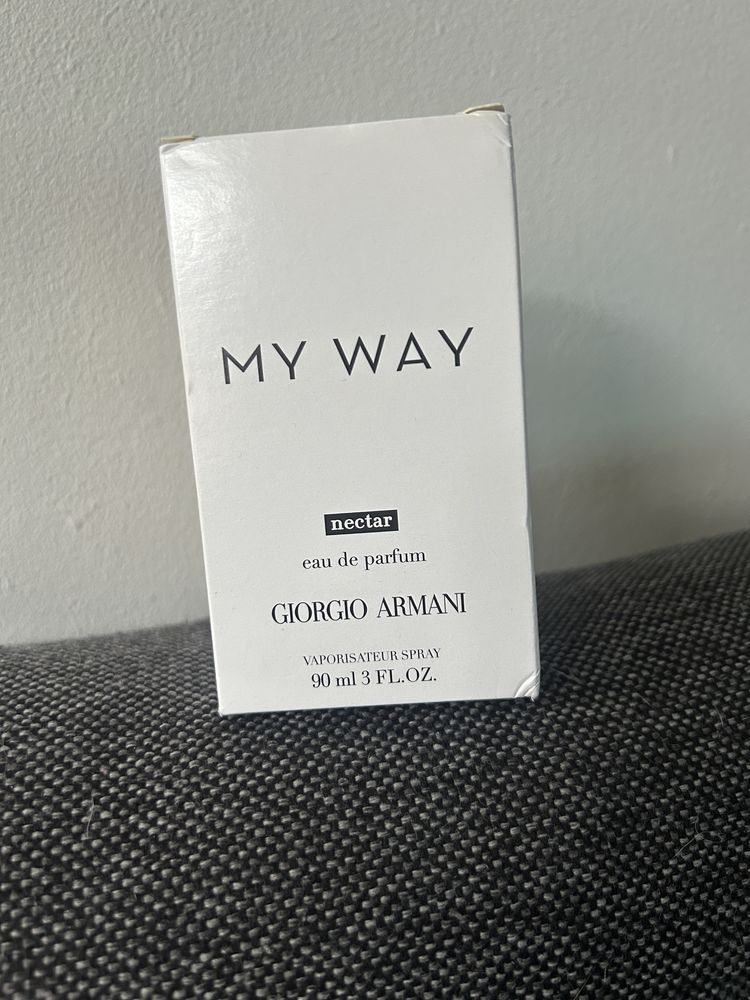 MY WAY
nectar
eau de parfum
GIORGIO ARMANI
VAPORISATEUR SPRAY
90 ml 3 FL.OZ.